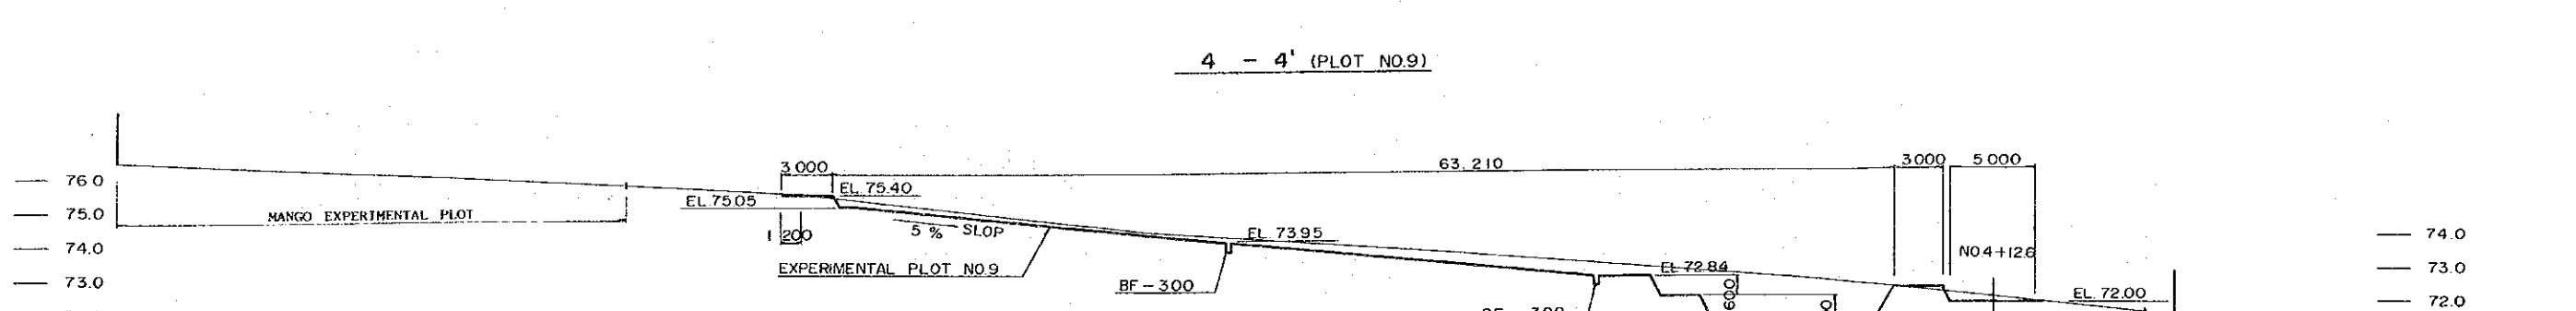 4 - 4' (PLOT NO.9)
3 000
63. 210
3 000
5 000
76 0
75.0
74.0
73.0
MANGO EXPERIMENTAL PLOT
EL. 75.40
EL. 75.05
1 200
5 % SLOP
EXPERIMENTAL PLOT NO.9
EL. 73.95
BF - 300
EL 72.84
600
NO.4+12.6
EL. 72.00
74.0
73.0
72.0